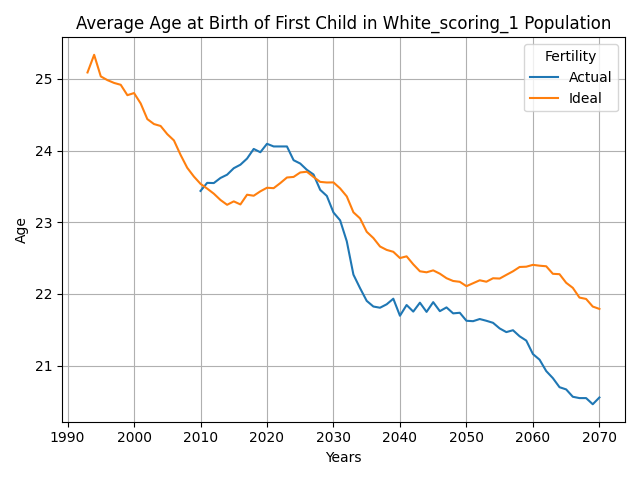 Average Age at Birth of First Child in White_scoring_1 Population
Fertility
Actual
Ideal
25
24
23
22
21
Age
1990
2000
2010
2020
2030
2040
2050
2060
2070
Years